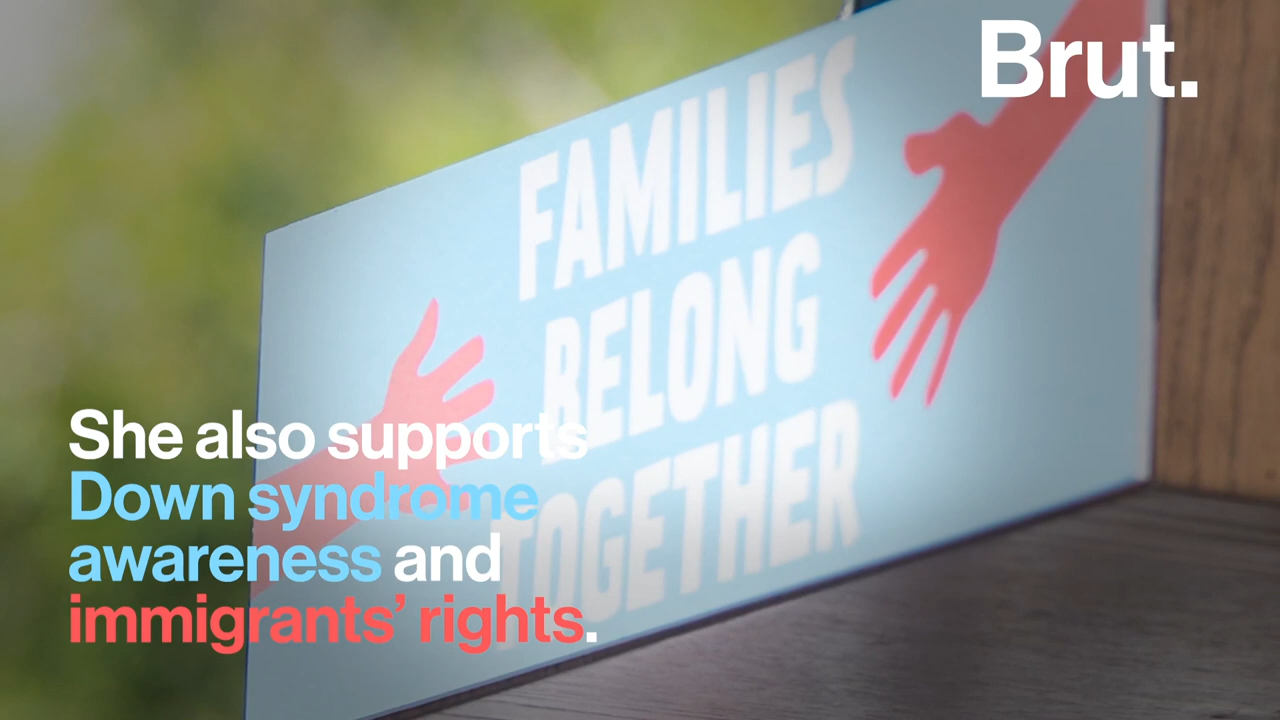 Brut.
FAMILIES
BELONG
TOGETHER
She also supports
Down syndrome
awareness and
immigrants’ rights.